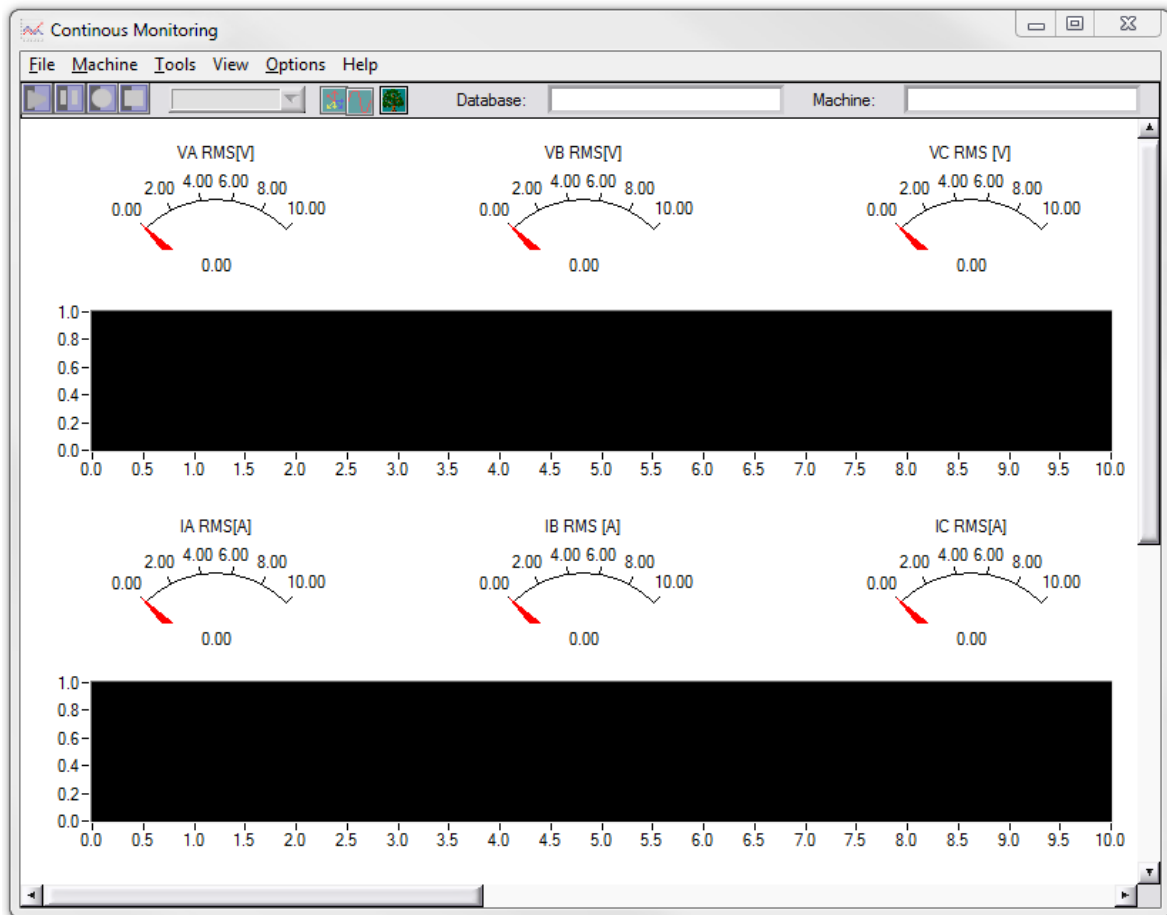 Continous Monitoring
File Machine Tools View Options Help
Database: Machine:
VA RMS[V] VB RMS[V] VC RMS [V]
0.00 2.00 4.00 6.00 8.00 10.00 0.00 2.00 4.00 6.00 8.00 10.00 0.00 2.00 4.00 6.00 8.00 10.00
0.00 0.00 0.00
1.0
0.8
0.6
0.4
0.2
0.0
0.0 0.5 1.0 1.5 2.0 2.5 3.0 3.5 4.0 4.5 5.0 5.5 6.0 6.5 7.0 7.5 8.0 8.5 9.0 9.5 10.0
IA RMS[A] IB RMS [A] IC RMS[A]
0.00 2.00 4.00 6.00 8.00 10.00 0.00 2.00 4.00 6.00 8.00 10.00 0.00 2.00 4.00 6.00 8.00 10.00
0.00 0.00 0.00
1.0
0.8
0.6
0.4
0.2
0.0
0.0 0.5 1.0 1.5 2.0 2.5 3.0 3.5 4.0 4.5 5.0 5.5 6.0 6.5 7.0 7.5 8.0 8.5 9.0 9.5 10.0